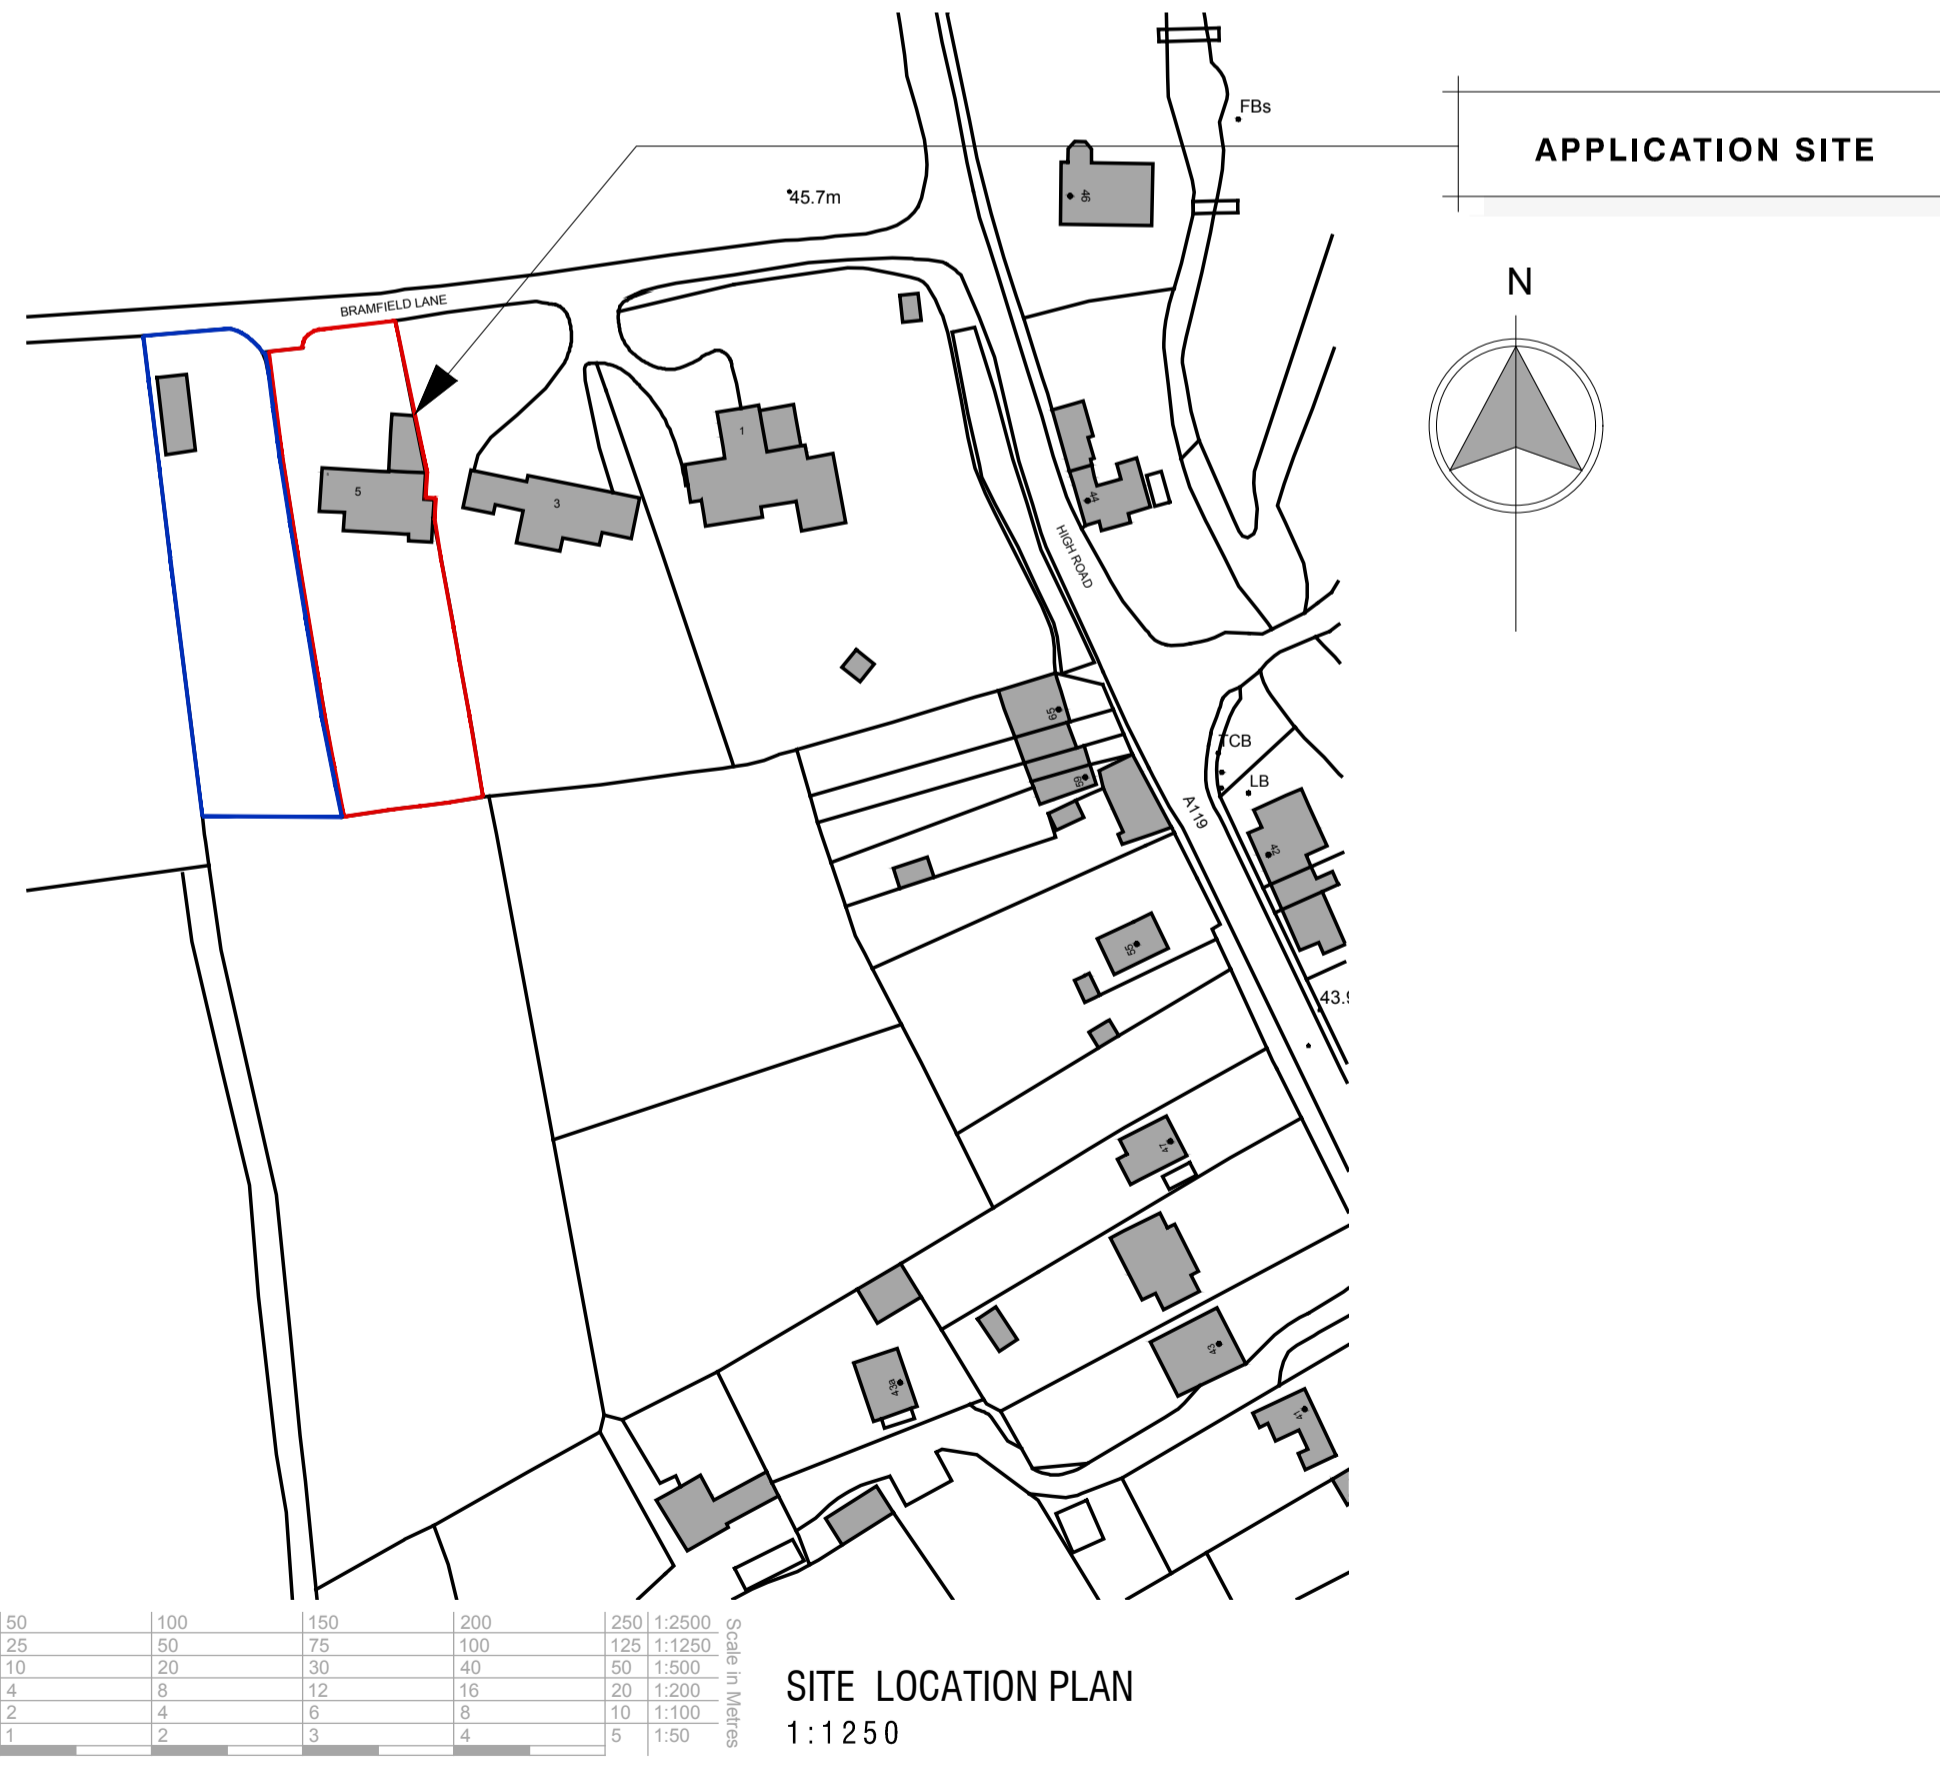 FBs
APPLICATION SITE
46
45.7m
N
BRAMFIELD LANE
1
5
3
44
HIGH ROAD
65
TCB
59
LB
A119
42
55
43.9
47
43
43a
41
50 100 150 200 250 1:2500
25 50 75 100 125 1:1250
10 20 30 40 50 1:500
4 8 12 16 20 1:200
2 4 6 8 10 1:100
1 2 3 4 5 1:50
Scale in Metres
SITE LOCATION PLAN
1:1250